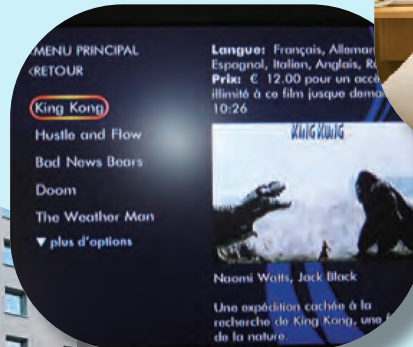 MENU PRINCIPAL
<RETOUR
King Kong
Hustle and Flow
Bad News Bears
Doom
The Weather Man
▼ plus d'options
Langue: Français,
Espagnol, Italien, Anglais,
Prix: € 12.00 pour un
illimité à ce film jusque
10:26
KING KONG
Naomi Watts, Jack Black
Une expédition cachée à la
recherche de King Kong, une
de la nature.